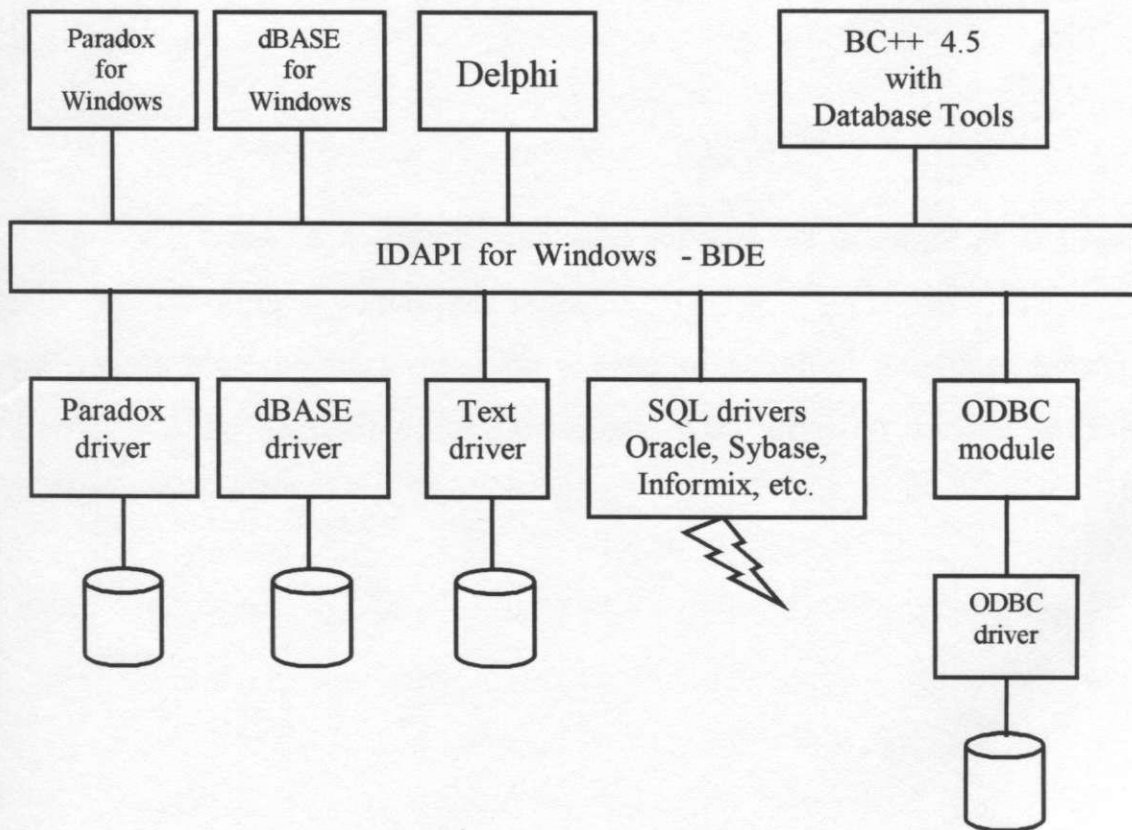 Paradox
for
Windows
dBASE
for
Windows
Delphi
BC++ 4.5
with
Database Tools
IDAPI for Windows - BDE
Paradox
driver
dBASE
driver
Text
driver
SQL drivers
Oracle, Sybase,
Informix, etc.
ODBC
module
ODBC
driver